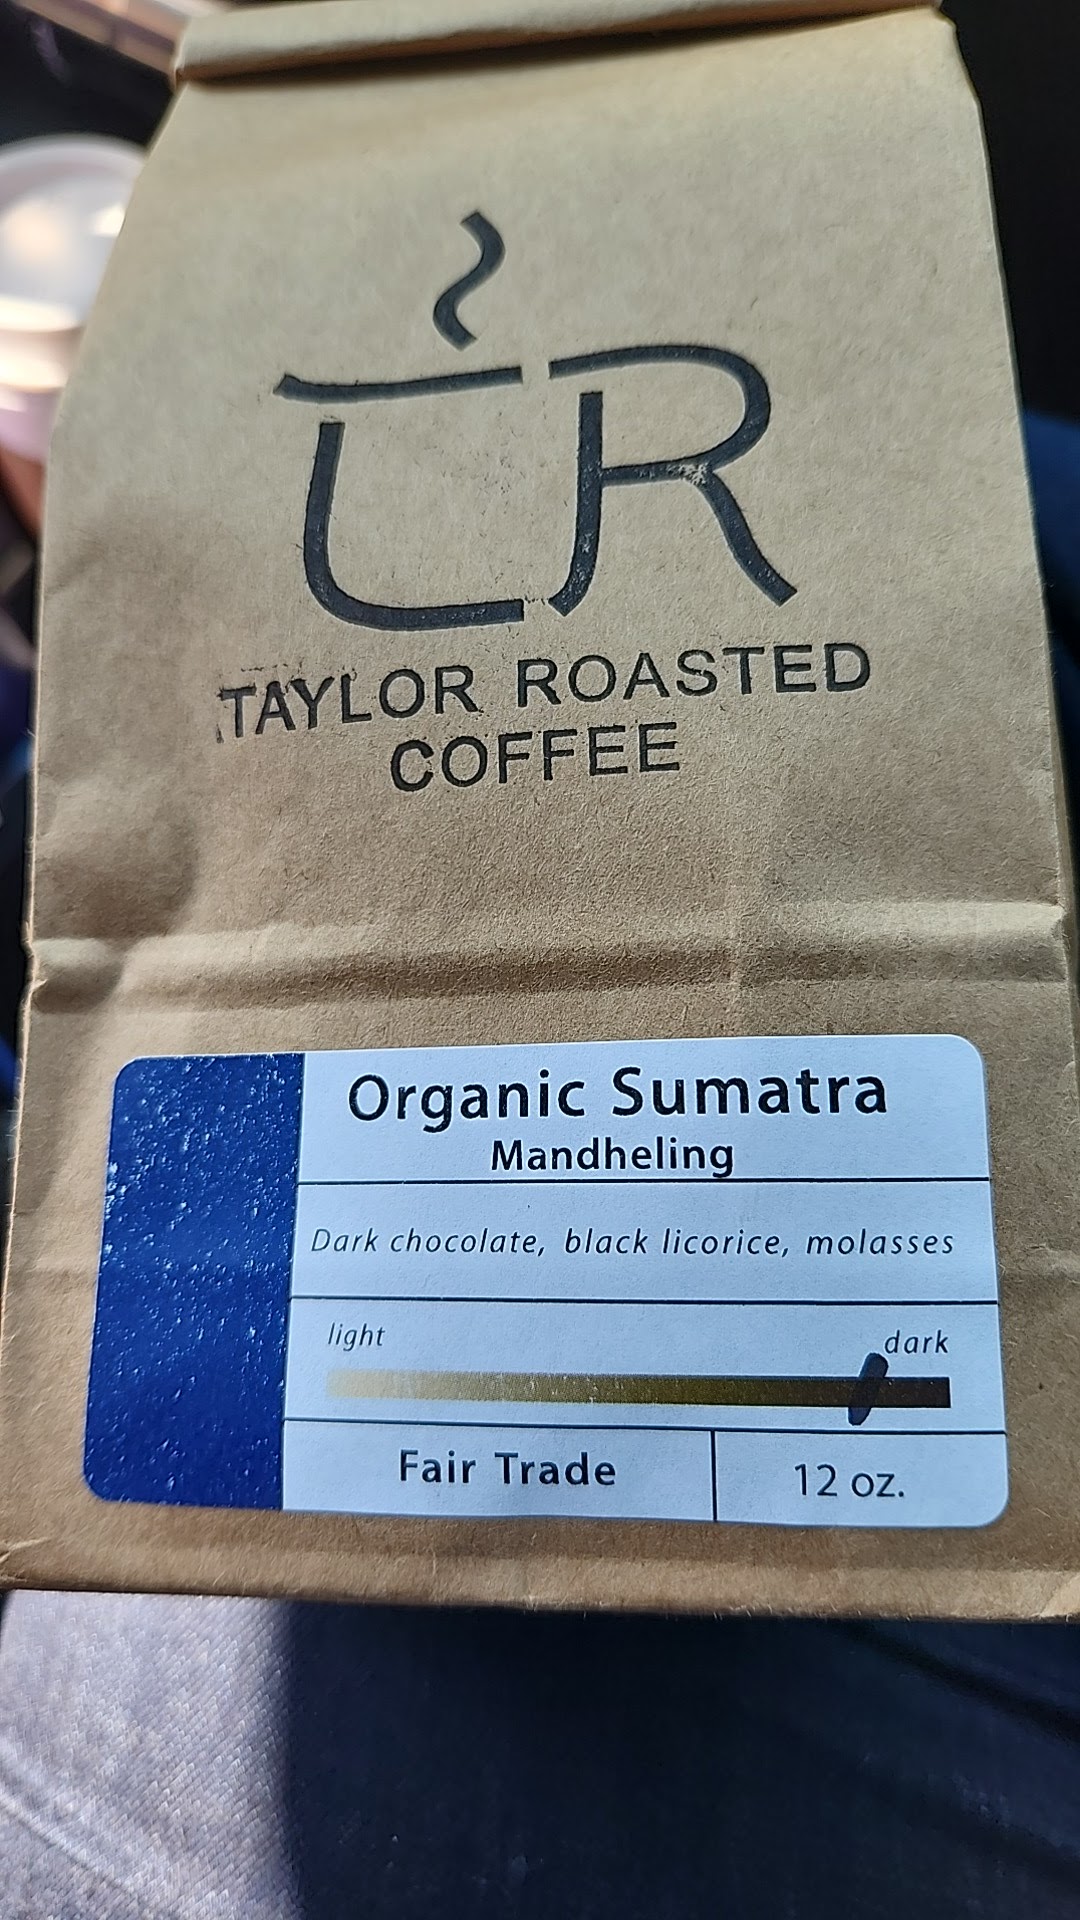 TR
TAYLOR ROASTED
COFFEE
Organic Sumatra
Mandheling
Dark chocolate, black licorice, molasses
light dark
Fair Trade 12 oz.